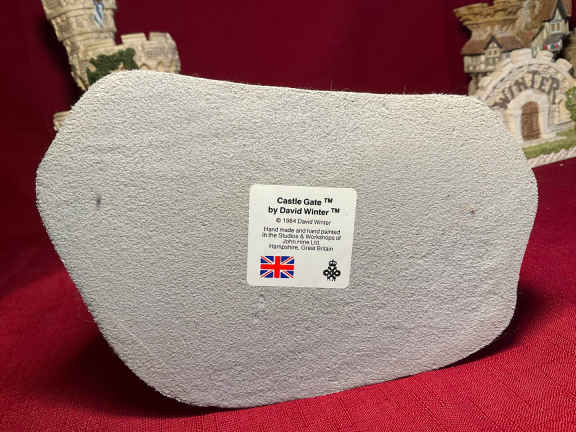 WINTER
Castle Gate ™
by David Winter ™
© 1984 David Winter
Hand made and hand painted
in the Studios & Workshops of
John Hine Ltd.
Hampshire, Great Britain